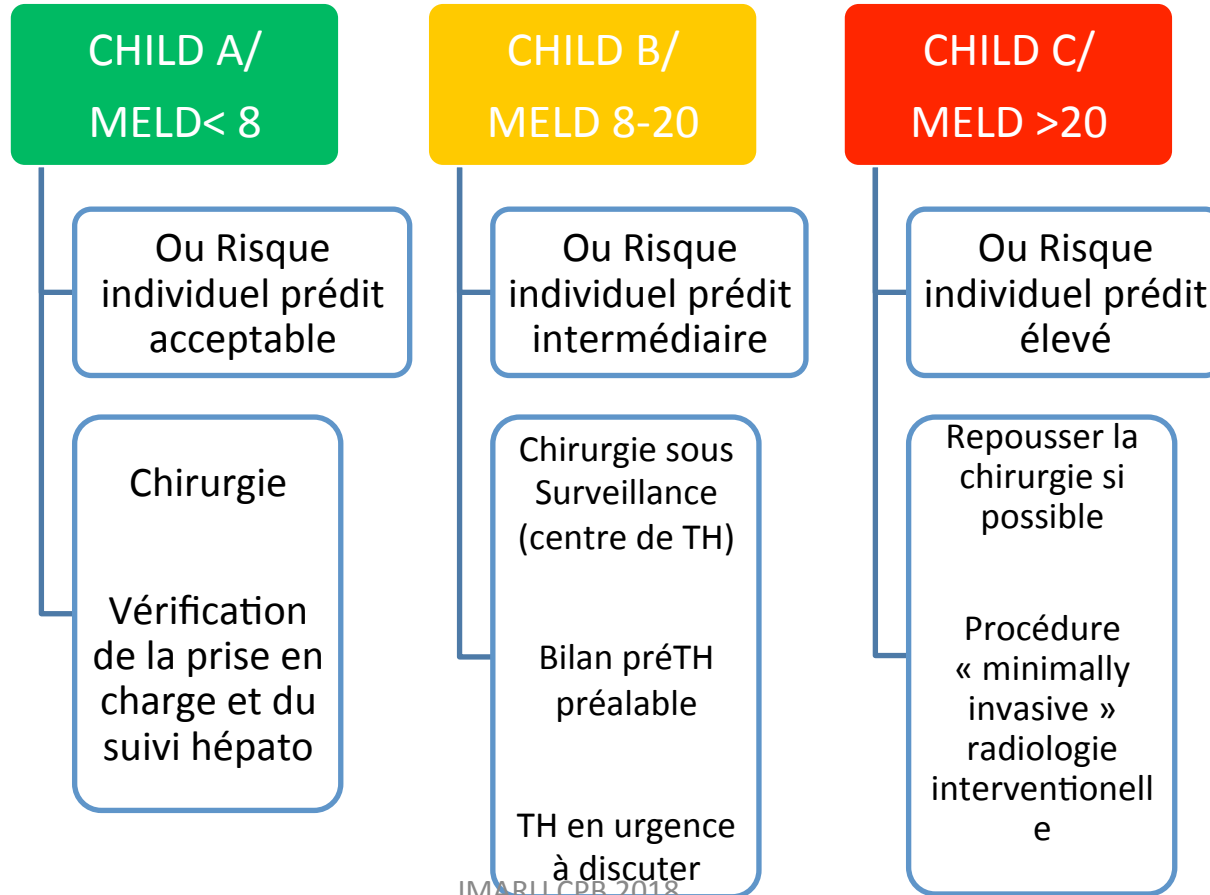 CHILD A/
MELD< 8
Ou Risque
individuel prédit
acceptable
Chirurgie
Vérification
de la prise en
charge et du
suivi hépato
CHILD B/
MELD 8-20
Ou Risque
individuel prédit
intermédiaire
Chirurgie sous
Surveillance
(centre de TH)
Bilan préTH
préalable
TH en urgence
à discuter
CHILD C/
MELD >20
Ou Risque
individuel prédit
élevé
Repousser la
chirurgie si
possible
Procédure
« minimally
invasive »
radiologie
interventionell
e
CPB 2018